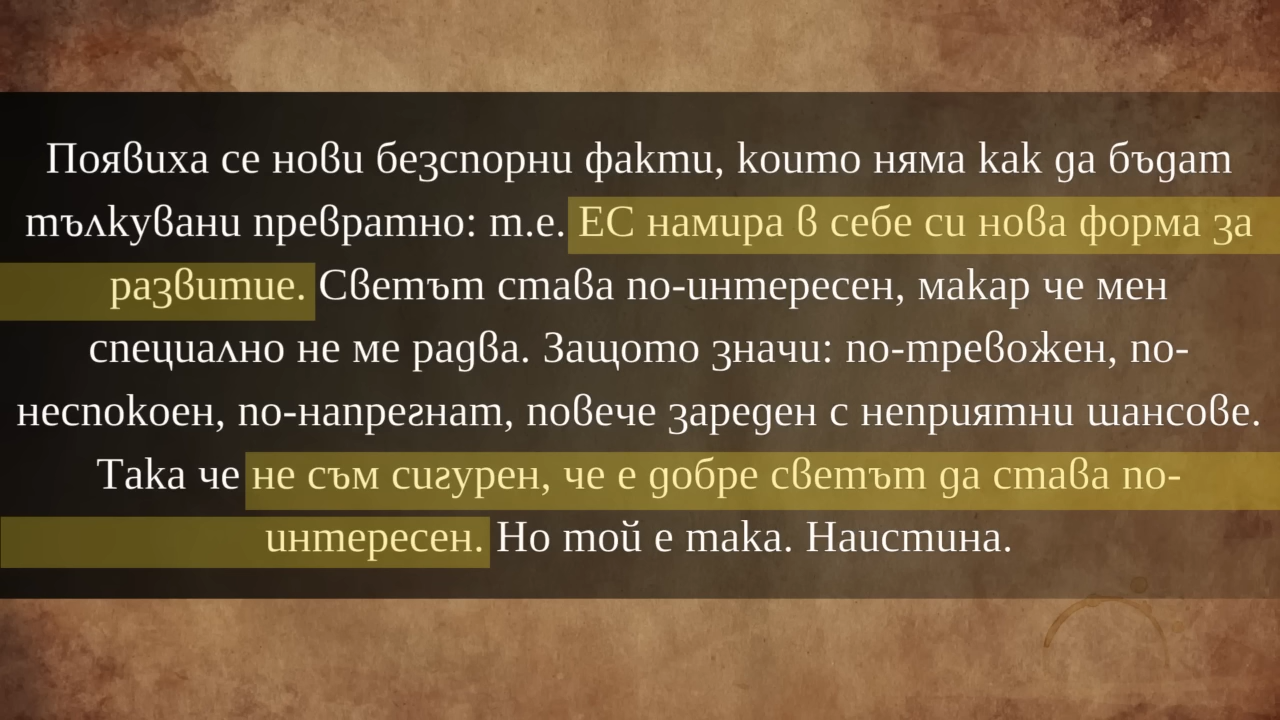 Появиха се нови безспорни факти, които няма как да бъдат
тълкувани превратно: т.е. ЕС намира в себе си нова форма за
развитие. Светът става по-интересен, макар че мен
специално не ме радва. Защото значи: по-тревожен, по-
неспокоен, по-напрегнат, повече зареден с неприятни шансове.
Така че не съм сигурен, че е добре светът да става по-
интересен. Но той е така. Наистина.